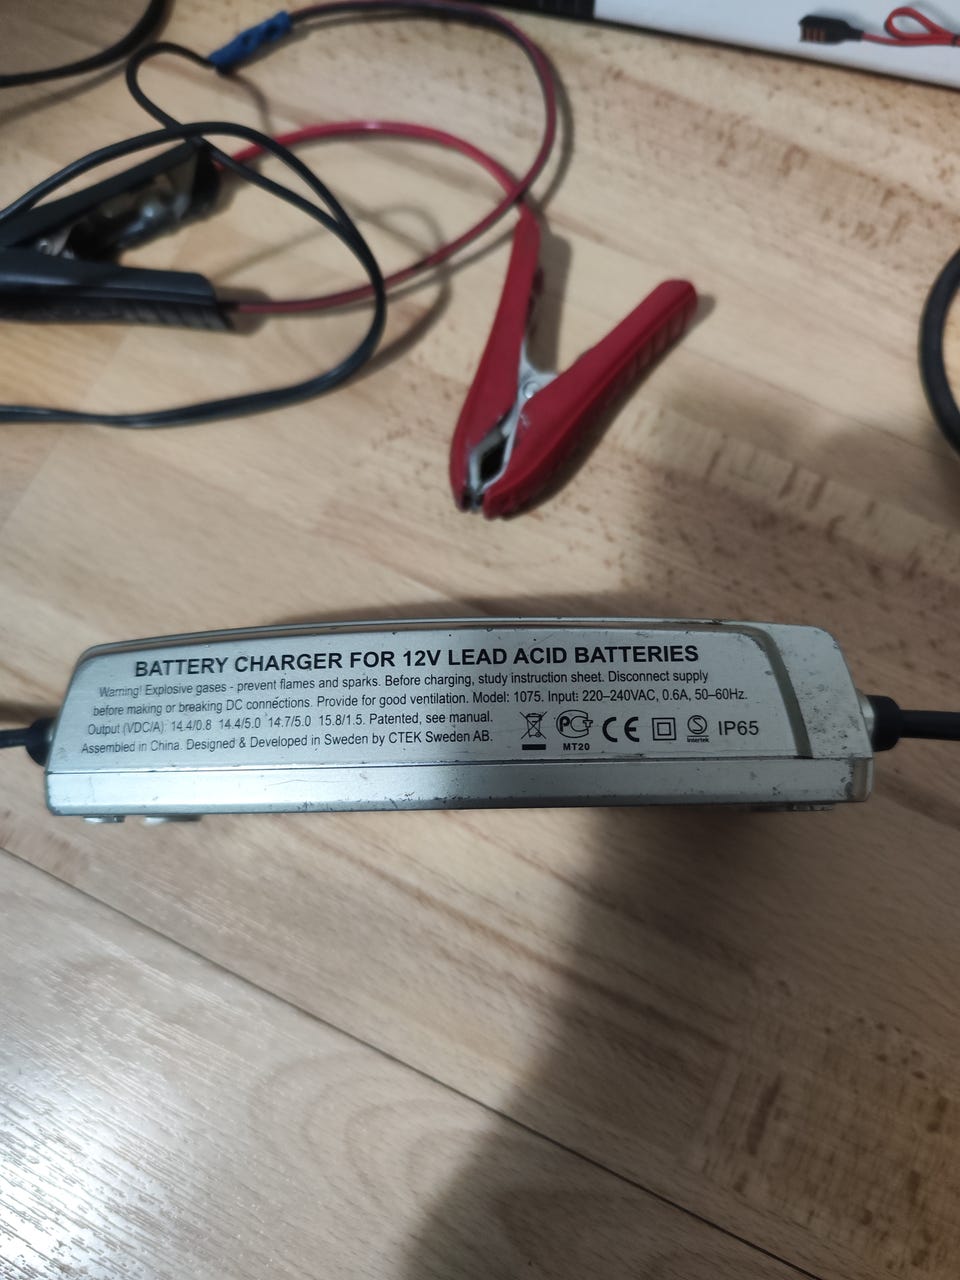 BATTERY CHARGER FOR 12V LEAD ACID BATTERIES
Warning! Explosive gases - prevent flames and sparks. Before charging, study instruction sheet. Disconnect supply
before making or breaking DC connections. Provide for good ventilation. Model: 1075. Input: 220–240VAC, 0.6A, 50–60Hz.
Output (VDC/A) 14.4/0.8 14.4/5.0 14.7/5.0 15.8/1.5. Patented, see manual.
Assembled in China. Designed & Developed in Sweden by CTEK Sweden AB.
MT20
CE
S
Intertek
IP65